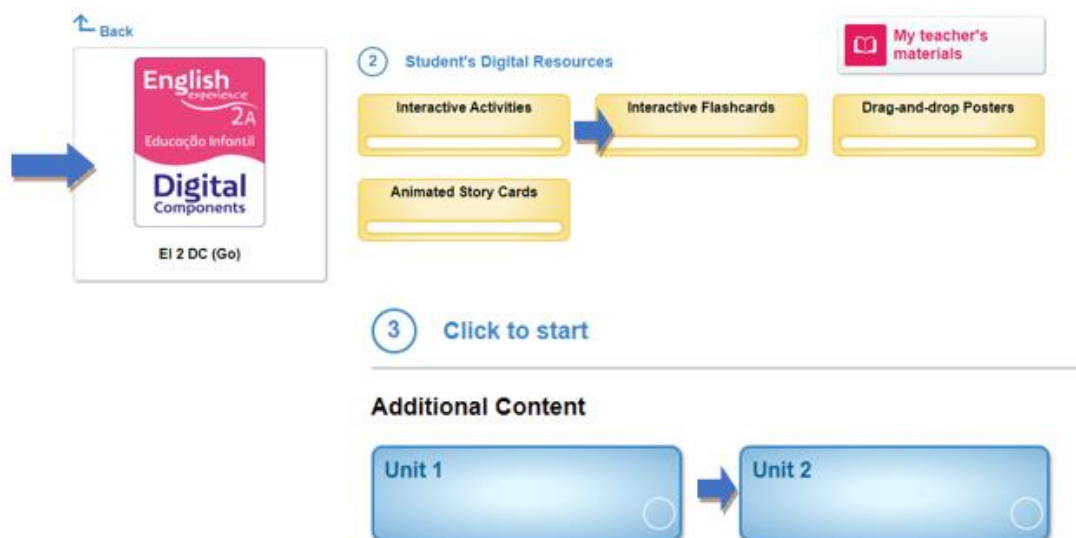 Back
English
experience
2A
Educação Infantil
Digital
Components
EI 2 DC (Go)
2 Student's Digital Resources
My teacher's
materials
Interactive Activities
Interactive Flashcards
Drag-and-drop Posters
Animated Story Cards
3 Click to start
Additional Content
Unit 1
Unit 2